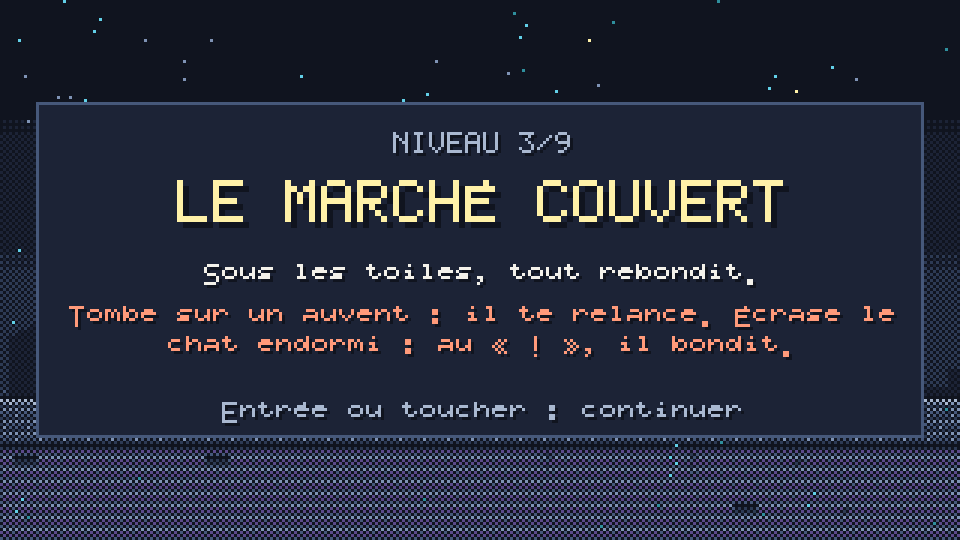 NIVEAU 3/9
LE MARCHÉ COUVERT
Sous les toiles, tout rebondit.
Tombe sur un auvent : il te relance. Écrase le
chat endormi : au « ! », il bondit.
Entrée ou toucher : continuer